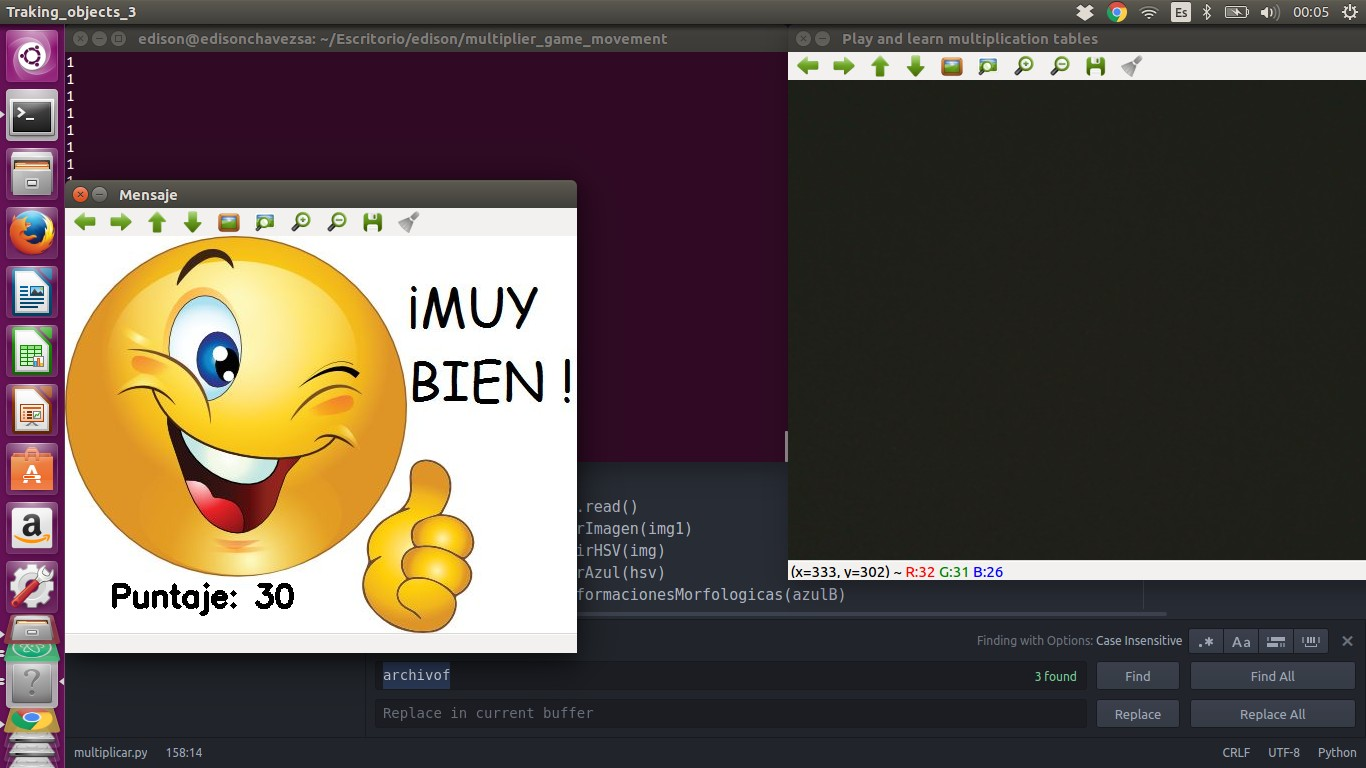 Traking_objects_3
Es
00:05
edison@edisonchavezsa: ~/Escritorio/edison/multiplier_game_movement
Play and learn multiplication tables
1
1
1
1
1
1
1
Mensaje
¡MUY
BIEN !
Puntaje: 30
.read()
rImagen(img1)
irHSV(img)
rAzul(hsv)
formacionesMorfologicas(azulB)
(x=333, y=302) ~ R:32 G:31 B:26
Finding with Options: Case Insensitive
.*
Aa
archivof
3 found
Find
Find All
Replace in current buffer
Replace
Replace All
multiplicar.py
158:14
CRLF
UTF-8
Python